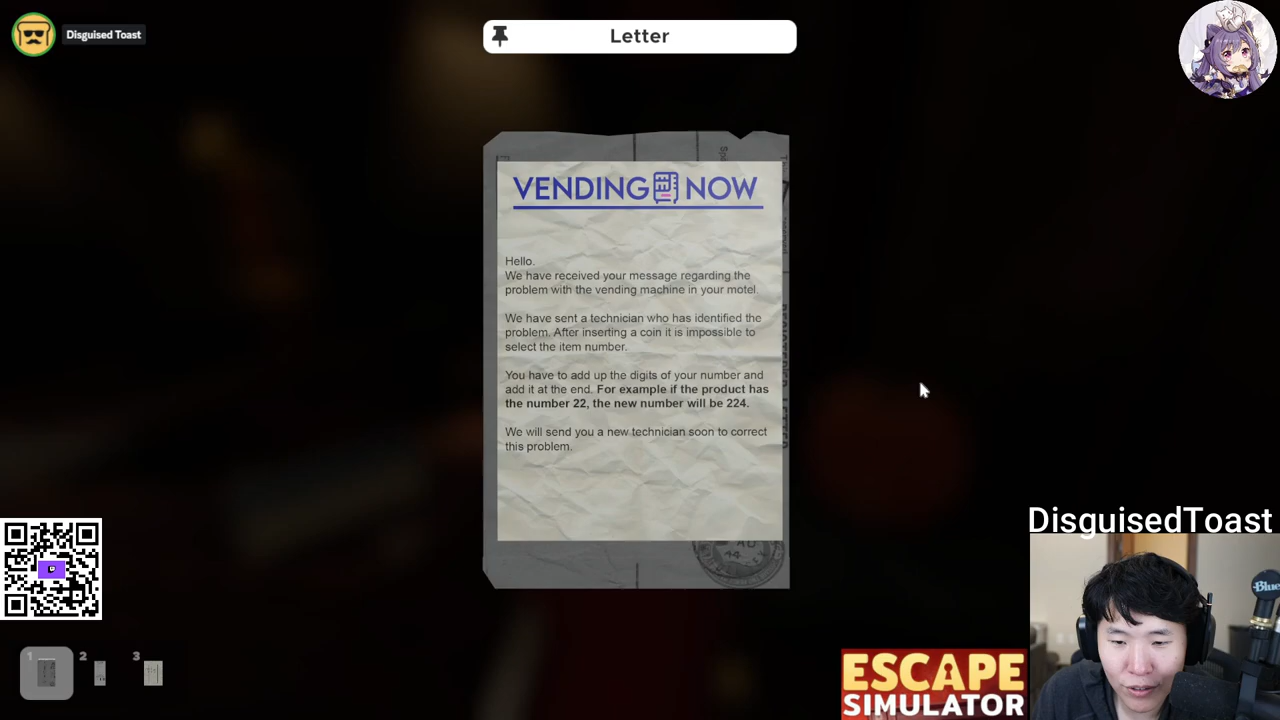 Disguised Toast
Letter
VENDING NOW
Hello.
We have received your message regarding the
problem with the vending machine in your motel.
We have sent a technician who has identified the
problem. After inserting a coin it is impossible to
select the item number.
You have to add up the digits of your number and
add it at the end. For example if the product has
the number 22, the new number will be 224.
We will send you a new technician soon to correct
this problem.
DisguisedToast
Blue
1 2 3
ESCAPE
SIMULATOR